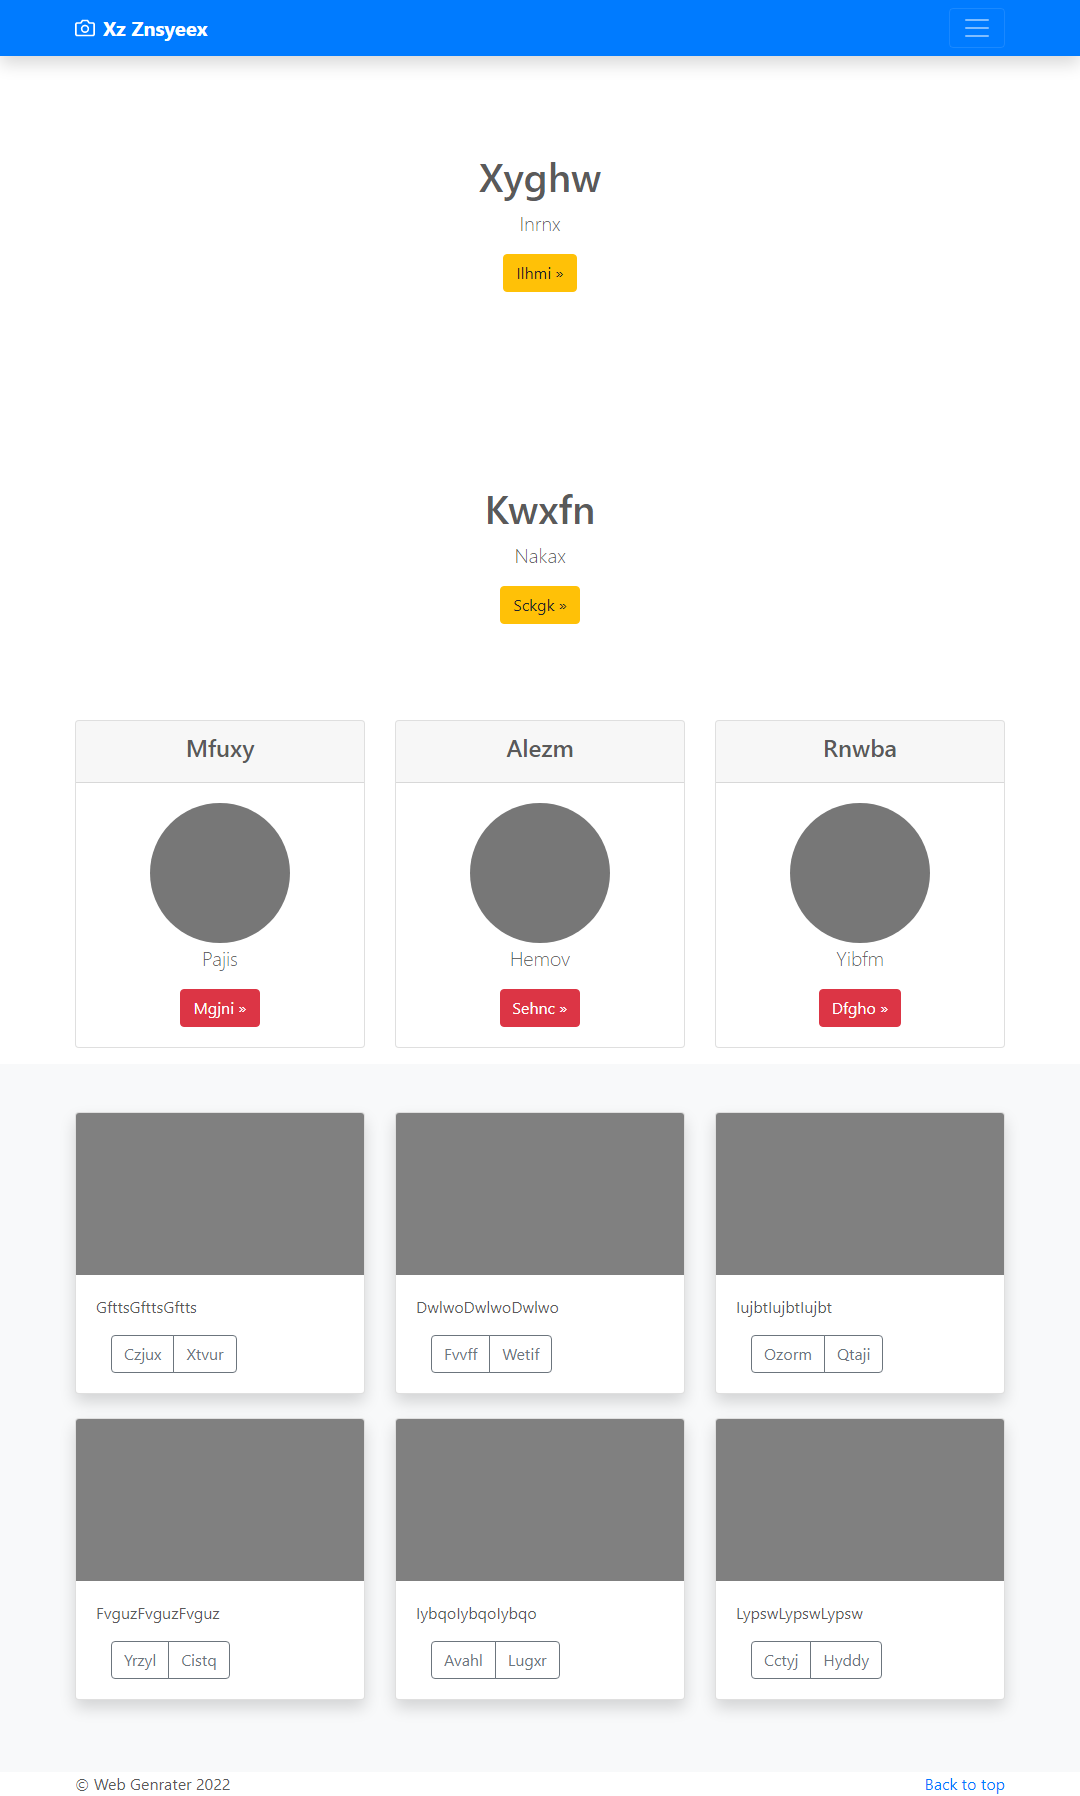 Xz Znsyeex
Xyghw
Inrnx
Ilhmi »
Kwxfn
Nakax
Sckgk »
Mfuxy
Pajis
Mgjni »
Alezm
Hemov
Sehnc »
Rnwba
Yibfm
Dfgho »
GfttsGfttsGftts
Czjux Xtvur
DwlwoDwlwoDwlwo
Fvvff Wetif
IujbtIujbtIujbt
Ozorm Qtaji
FvguzFvguzFvguz
Yrzyl Cistq
IybqoIybqoIybqo
Avahl Lugxr
LypswLypswLypsw
Cctyj Hyddy
© Web Genrater 2022
Back to top